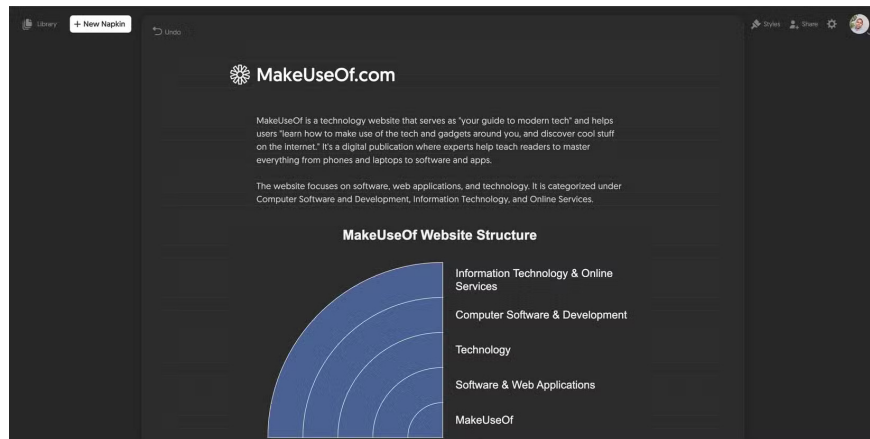 Library
+ New Napkin
Undo
Styles
Share
MakeUseOf.com
MakeUseOf is a technology website that serves as "your guide to modern tech" and helps
users "learn how to make use of the tech and gadgets around you, and discover cool stuff
on the internet." It's a digital publication where experts help teach readers to master
everything from phones and laptops to software and apps.
The website focuses on software, web applications, and technology. It is categorized under
Computer Software and Development, Information Technology, and Online Services.
MakeUseOf Website Structure
Information Technology & Online
Services
Computer Software & Development
Technology
Software & Web Applications
MakeUseOf